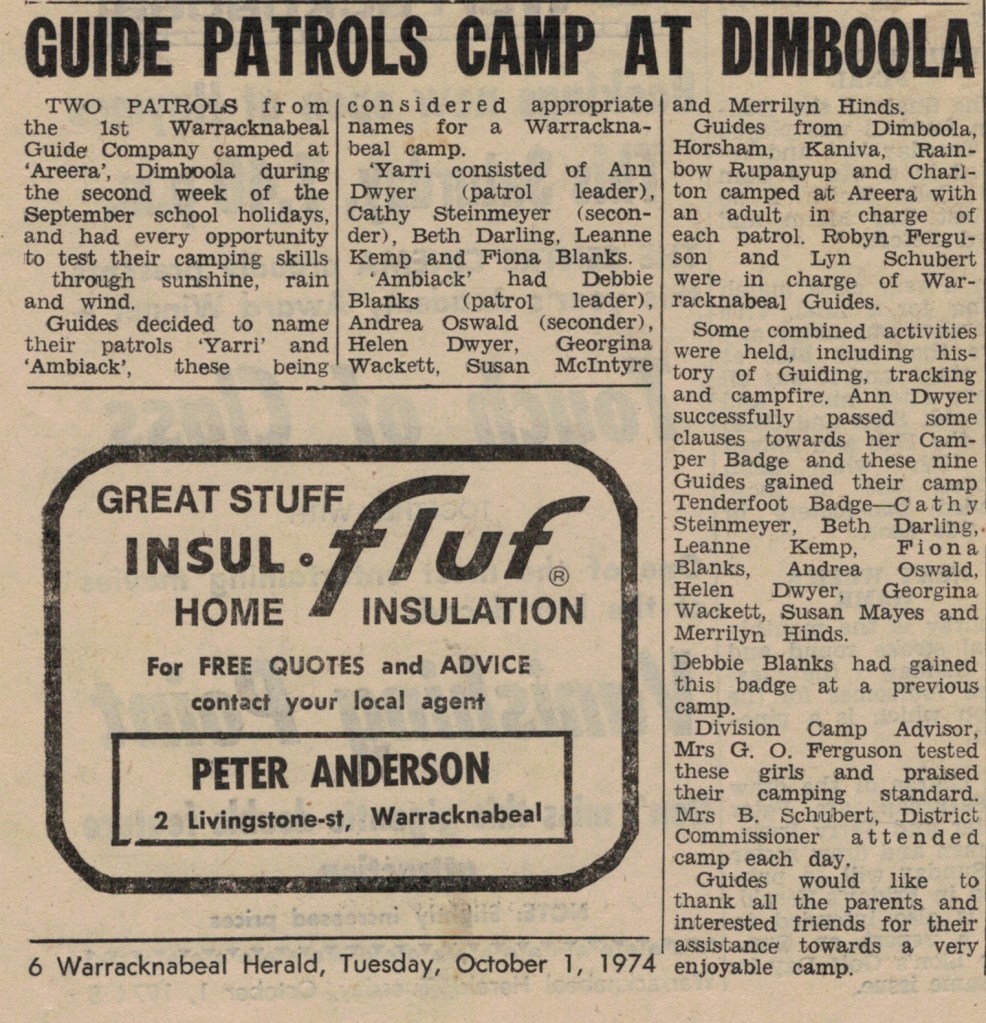 GUIDE PATROLS CAMP AT DIMBOOLA
TWO PATROLS from
the 1st Warracknabeal
Guide Company camped at
'Areera', Dimboola during
the second week of the
September school holidays,
and had every opportunity
to test their camping skills
through sunshine, rain
and wind.
Guides decided to name
their patrols 'Yarri' and
'Ambiack', these being
considered appropriate
names for a Warrackna-
beal camp.
'Yarri consisted of Ann
Dwyer (patrol leader),
Cathy Steinmeyer (secon-
der), Beth Darling, Leanne
Kemp and Fiona Blanks.
'Ambiack' had Debbie
Blanks (patrol leader),
Andrea Oswald (seconder),
Helen Dwyer, Georgina
Wackett, Susan McIntyre
and Merrilyn Hinds.
Guides from Dimboola,
Horsham, Kaniva, Rain-
bow Rupanyup and Charl-
ton camped at Areera with
an adult in charge of
each patrol. Robyn Fergu-
son and Lyn Schubert
were in charge of War-
racknabeal Guides.
Some combined activities
were held, including his-
tory of Guiding, tracking
and campfire. Ann Dwyer
successfully passed some
clauses towards her Cam-
per Badge and these nine
Guides gained their camp
Tenderfoot Badge—Cathy
Steinmeyer, Beth Darling,
Leanne Kemp, Fiona
Blanks, Andrea Oswald,
Helen Dwyer, Georgina
Wackett, Susan Mayes and
Merrilyn Hinds.
Debbie Blanks had gained
this badge at a previous
camp.
Division Camp Advisor,
Mrs G. O. Ferguson tested
these girls and praised
their camping standard.
Mrs B. Schubert, District
Commissioner attended
camp each day.
Guides would like to
thank all the parents and
interested friends for their
assistance towards a very
enjoyable camp.
GREAT STUFF
INSUL • fluf ®
HOME INSULATION
For FREE QUOTES and ADVICE
contact your local agent
PETER ANDERSON
2 Livingstone-st, Warracknabeal
6 Warracknabeal Herald, Tuesday, October 1, 1974